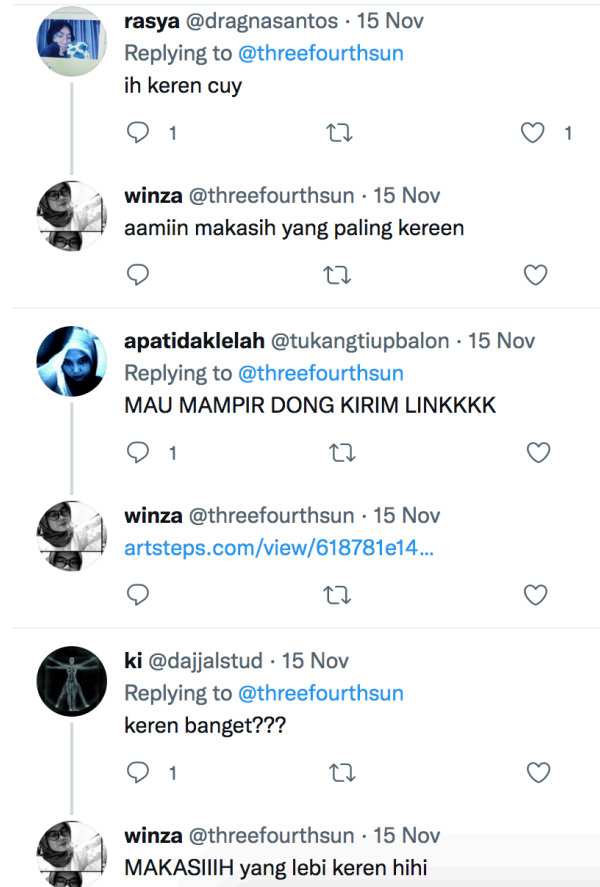 rasya @dragnasantos · 15 Nov
Replying to @threefourthsun
ih keren cuy
1 1
winza @threefourthsun · 15 Nov
aamiin makasih yang paling kereen
apatidaklelah @tukangtiupbalon · 15 Nov
Replying to @threefourthsun
MAU MAMPIR DONG KIRIM LINKKKK
1
winza @threefourthsun · 15 Nov
artsteps.com/view/618781e14...
ki @dajjalstud · 15 Nov
Replying to @threefourthsun
keren banget???
1
winza @threefourthsun · 15 Nov
MAKASIIIH yang lebi keren hihi